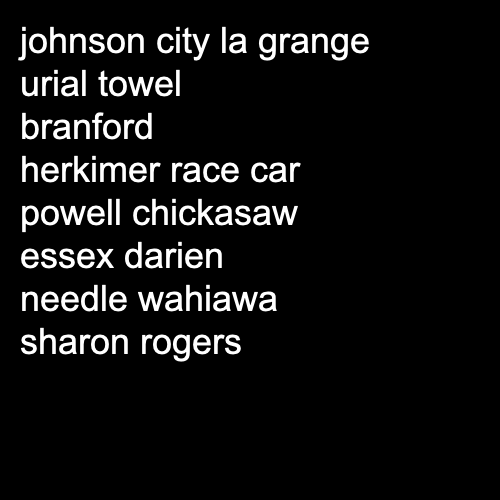 johnson city la grange
urial towel
branford
herkimer race car
powell chickasaw
essex darien
needle wahiawa
sharon rogers